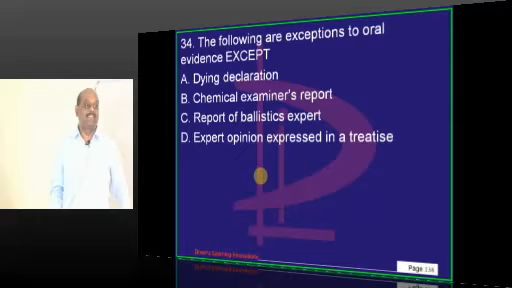 34. The following are exceptions to oral
evidence EXCEPT
A. Dying declaration
B. Chemical examiner's report
C. Report of ballistics expert
D. Expert opinion expressed in a treatise
Page 134